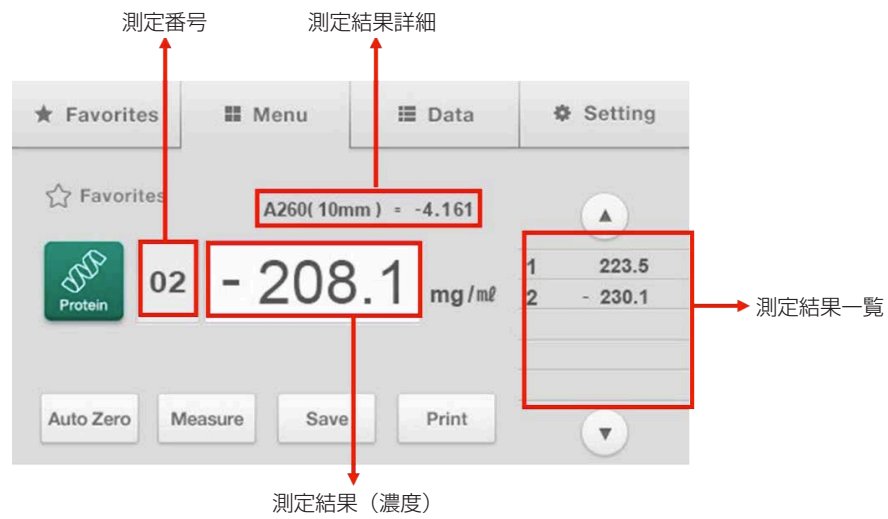 測定番号
測定結果詳細
Favorites
Menu
Data
Setting
Favorites
A260( 10mm ) = -4.161
Protein
02
- 208.1 mg/㎖
1 223.5
2 - 230.1
測定結果一覧
Auto Zero
Measure
Save
Print
測定結果（濃度）